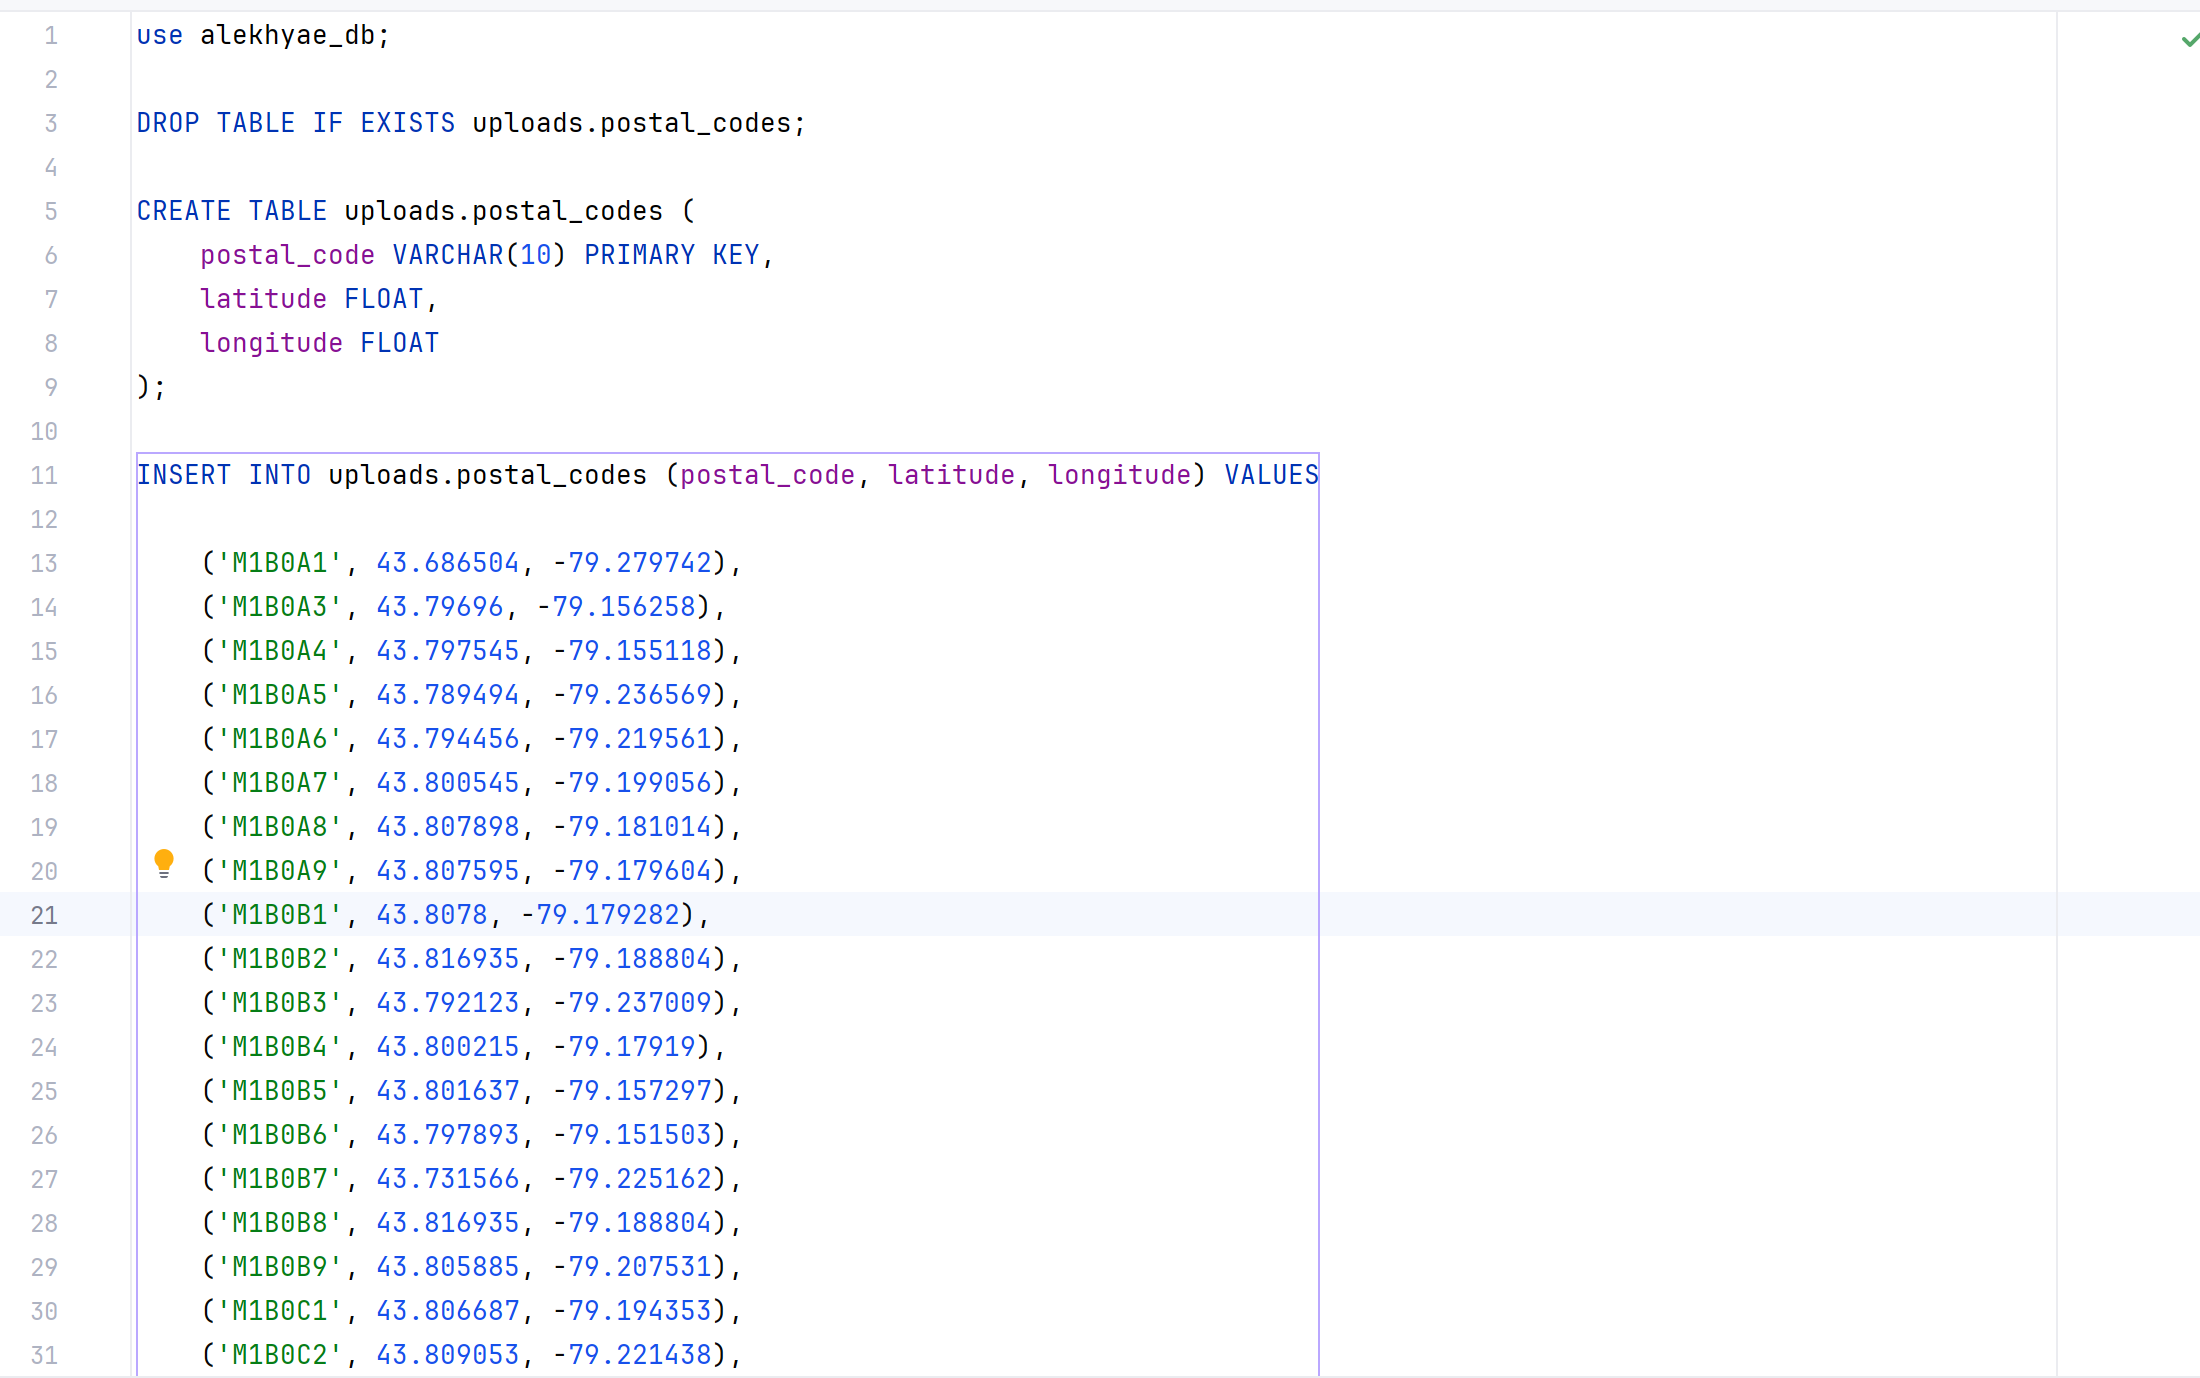 1 use alekhyae_db;
2
3 DROP TABLE IF EXISTS uploads.postal_codes;
4
5 CREATE TABLE uploads.postal_codes (
6     postal_code VARCHAR(10) PRIMARY KEY,
7     latitude FLOAT,
8     longitude FLOAT
9 );
10
11 INSERT INTO uploads.postal_codes (postal_code, latitude, longitude) VALUES
12
13     ('M1B0A1', 43.686504, -79.279742),
14     ('M1B0A3', 43.79696, -79.156258),
15     ('M1B0A4', 43.797545, -79.155118),
16     ('M1B0A5', 43.789494, -79.236569),
17     ('M1B0A6', 43.794456, -79.219561),
18     ('M1B0A7', 43.800545, -79.199056),
19     ('M1B0A8', 43.807898, -79.181014),
20     ('M1B0A9', 43.807595, -79.179604),
21     ('M1B0B1', 43.8078, -79.179282),
22     ('M1B0B2', 43.816935, -79.188804),
23     ('M1B0B3', 43.792123, -79.237009),
24     ('M1B0B4', 43.800215, -79.17919),
25     ('M1B0B5', 43.801637, -79.157297),
26     ('M1B0B6', 43.797893, -79.151503),
27     ('M1B0B7', 43.731566, -79.225162),
28     ('M1B0B8', 43.816935, -79.188804),
29     ('M1B0B9', 43.805885, -79.207531),
30     ('M1B0C1', 43.806687, -79.194353),
31     ('M1B0C2', 43.809053, -79.221438),